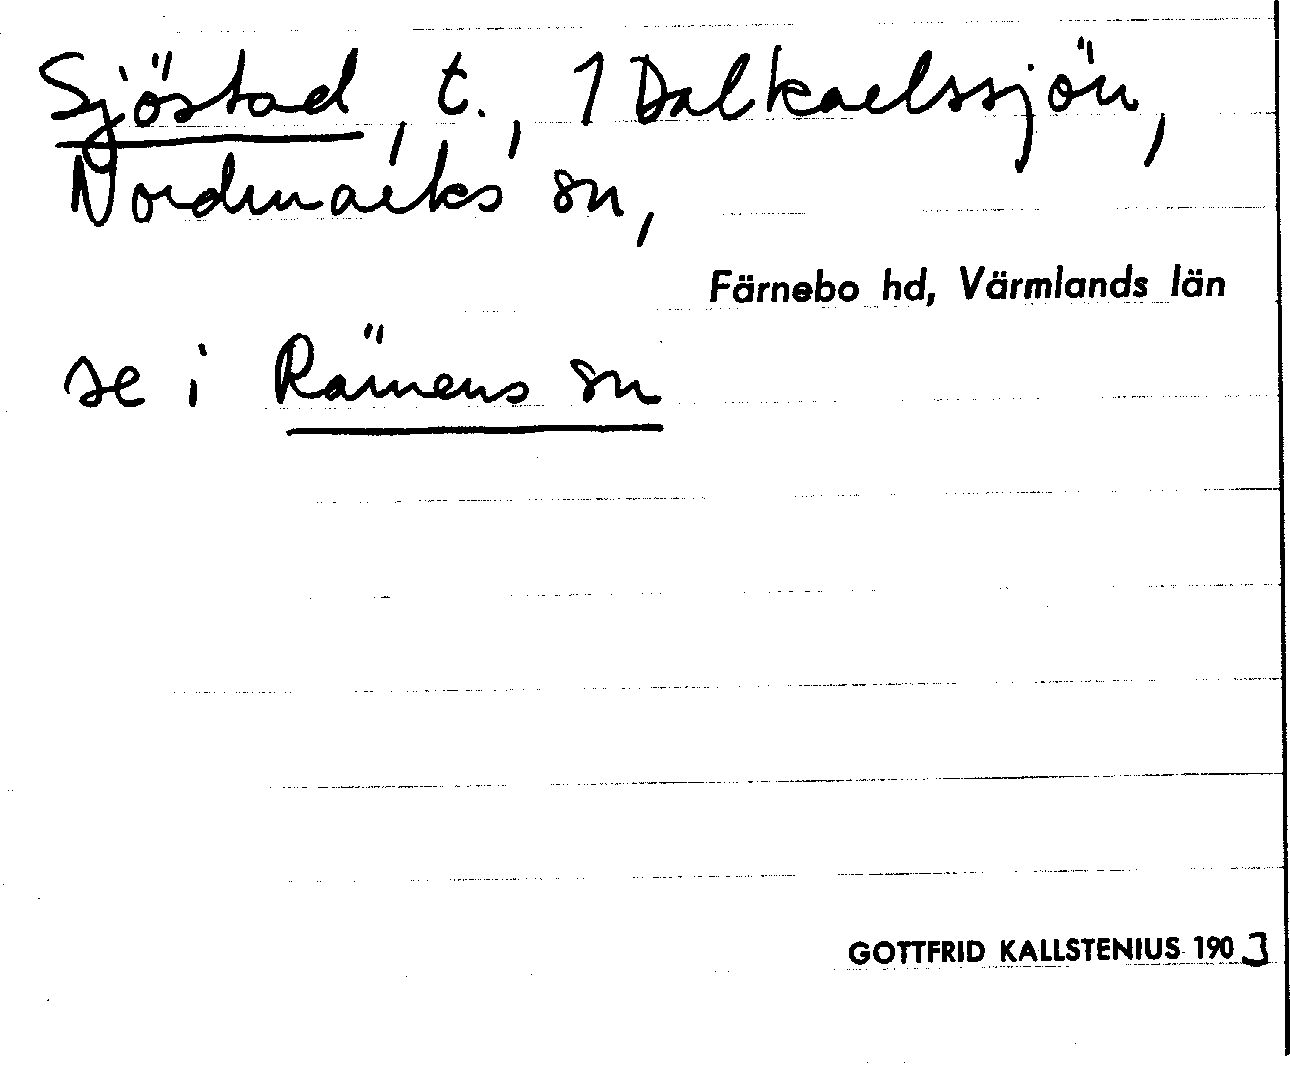 Sjöstad, t., 1 Dalkarlssjön,
Nordmarks sn,
Färnebo hd, Värmlands län
se i Rämens sn
GOTTFRID KALLSTENIUS 1903